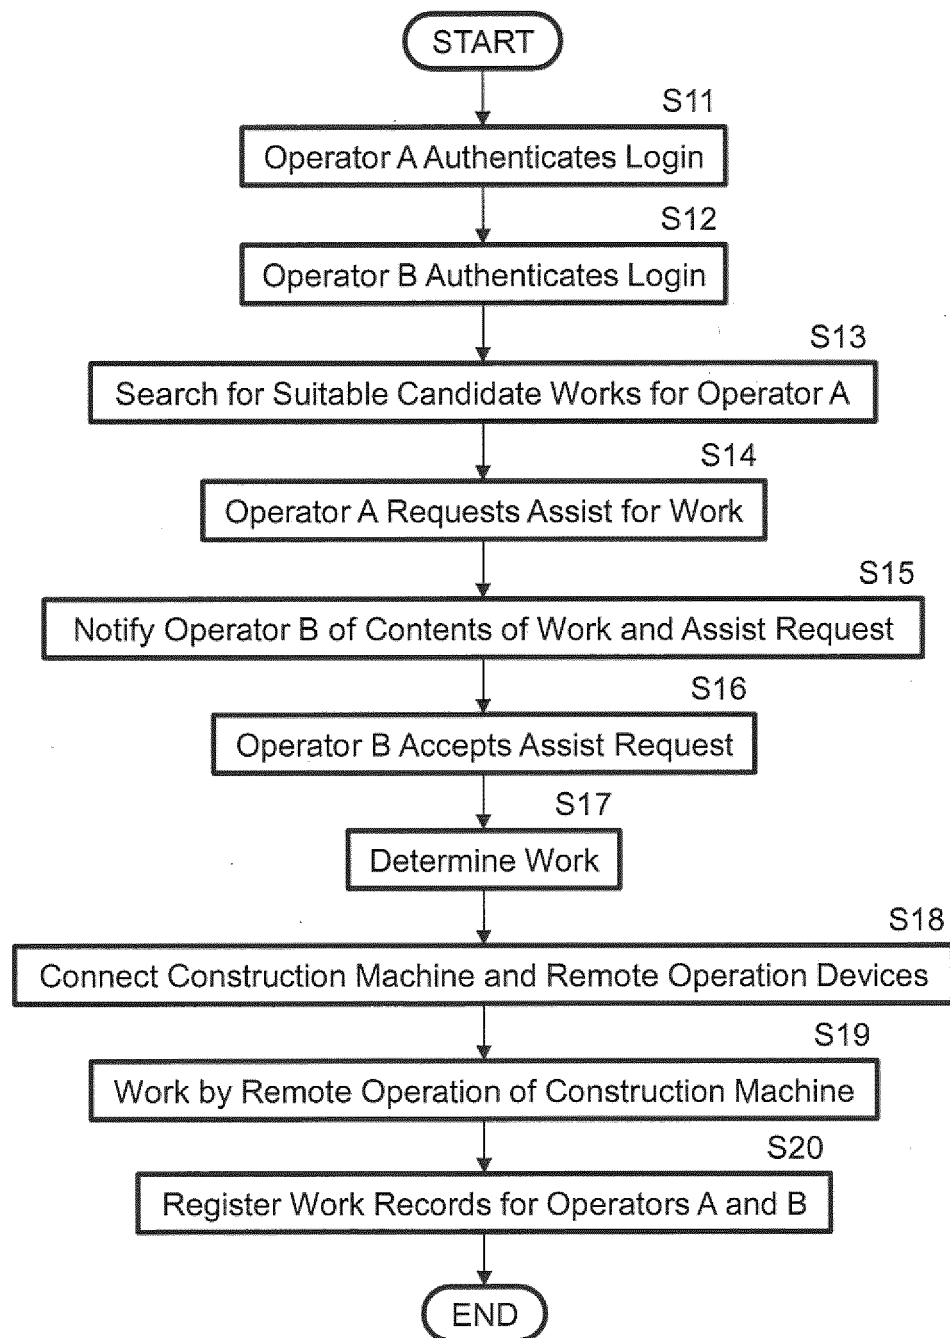 START
S11
Operator A Authenticates Login
S12
Operator B Authenticates Login
S13
Search for Suitable Candidate Works for Operator A
S14
Operator A Requests Assist for Work
S15
Notify Operator B of Contents of Work and Assist Request
S16
Operator B Accepts Assist Request
S17
Determine Work
S18
Connect Construction Machine and Remote Operation Devices
S19
Work by Remote Operation of Construction Machine
S20
Register Work Records for Operators A and B
END